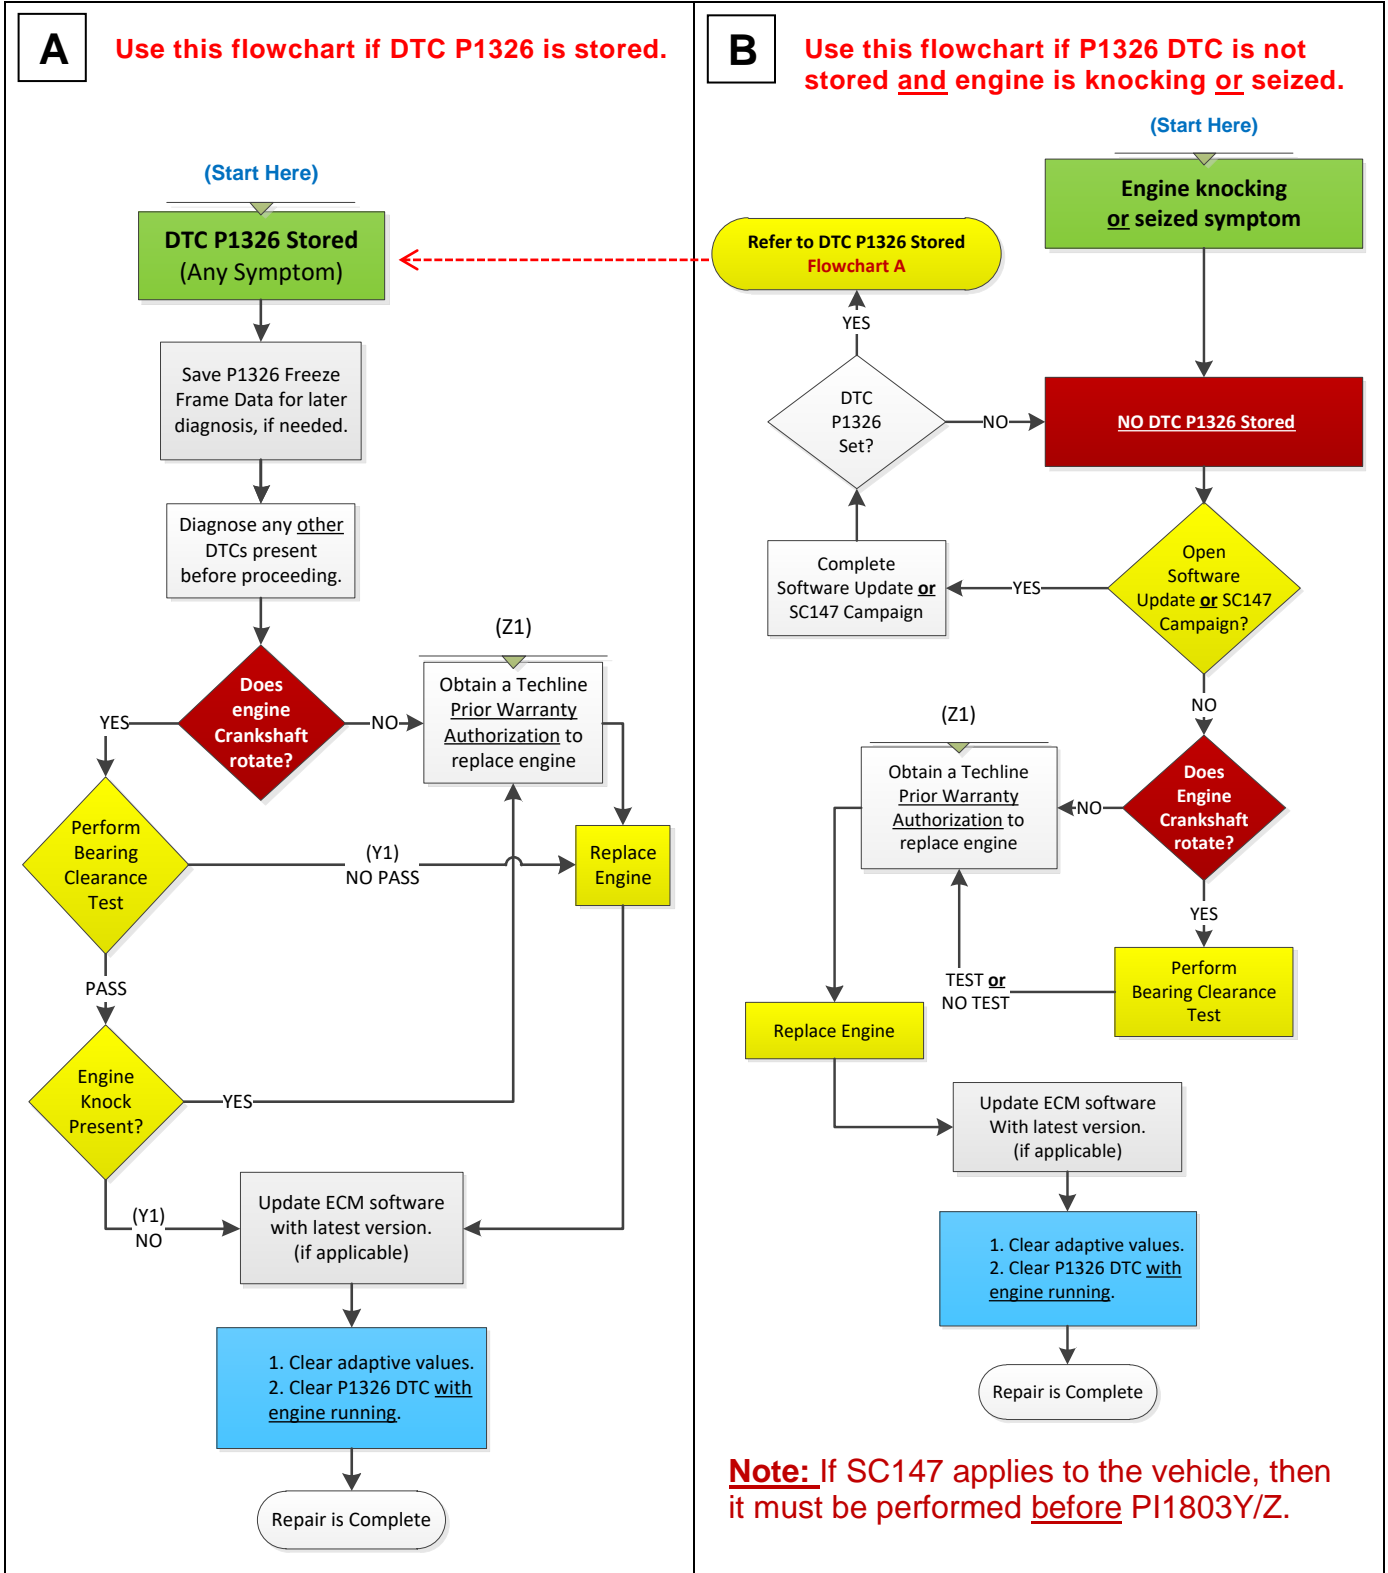 A
Use this flowchart if DTC P1326 is stored.
(Start Here)
DTC P1326 Stored
(Any Symptom)
Save P1326 Freeze
Frame Data for later
diagnosis, if needed.
Diagnose any other
DTCs present
before proceeding.
Does
engine
Crankshaft
rotate?
YES
NO
(Z1)
Obtain a Techline
Prior Warranty
Authorization to
replace engine
Perform
Bearing
Clearance
Test
(Y1)
NO PASS
Replace
Engine
PASS
Engine
Knock
Present?
YES
(Y1)
NO
Update ECM software
with latest version.
(if applicable)
1. Clear adaptive values.
2. Clear P1326 DTC with
engine running.
Repair is Complete
B
Use this flowchart if P1326 DTC is not
stored and engine is knocking or seized.
(Start Here)
Engine knocking
or seized symptom
Refer to DTC P1326 Stored
Flowchart A
YES
DTC
P1326
Set?
NO
NO DTC P1326 Stored
Open
Software
Update or SC147
Campaign?
YES
Complete
Software Update or
SC147 Campaign
NO
Does
Engine
Crankshaft
rotate?
NO
(Z1)
Obtain a Techline
Prior Warranty
Authorization to
replace engine
YES
Perform
Bearing Clearance
Test
TEST or
NO TEST
Replace Engine
Update ECM software
With latest version.
(if applicable)
1. Clear adaptive values.
2. Clear P1326 DTC with
engine running.
Repair is Complete
Note: If SC147 applies to the vehicle, then
it must be performed before PI1803Y/Z.